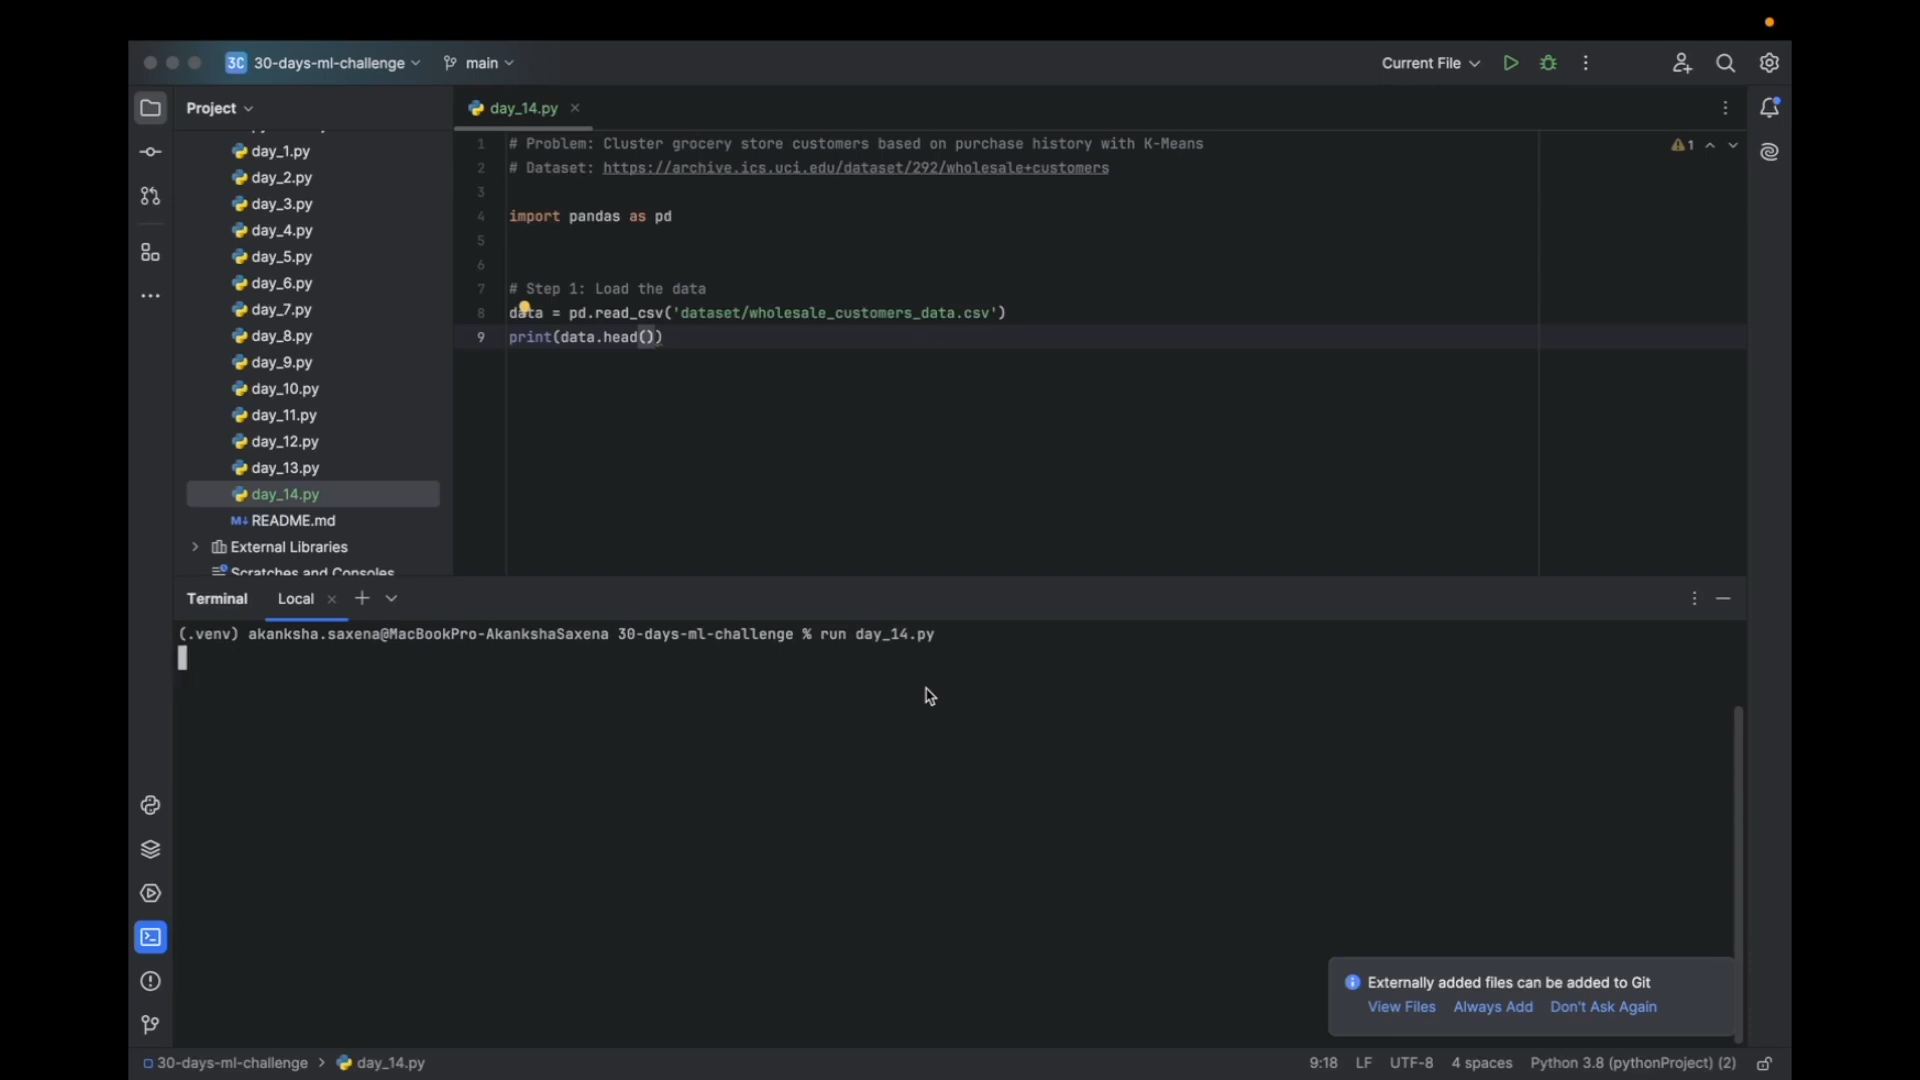 3C 30-days-ml-challenge main Current File
Project
day_14.py
day_1.py
day_2.py
day_3.py
day_4.py
day_5.py
day_6.py
day_7.py
day_8.py
day_9.py
day_10.py
day_11.py
day_12.py
day_13.py
day_14.py
M↓ README.md
External Libraries
Scratches and Consoles
1 # Problem: Cluster grocery store customers based on purchase history with K-Means
2 # Dataset: https://archive.ics.uci.edu/dataset/292/wholesale+customers
3
4 import pandas as pd
5
6
7 # Step 1: Load the data
8 data = pd.read_csv('dataset/wholesale_customers_data.csv')
9 print(data.head())
1
Terminal Local
(.venv) akanksha.saxena@MacBookPro-AkankshaSaxena 30-days-ml-challenge % run day_14.py
Externally added files can be added to Git
View Files Always Add Don't Ask Again
30-days-ml-challenge > day_14.py 9:18 LF UTF-8 4 spaces Python 3.8 (pythonProject) (2)